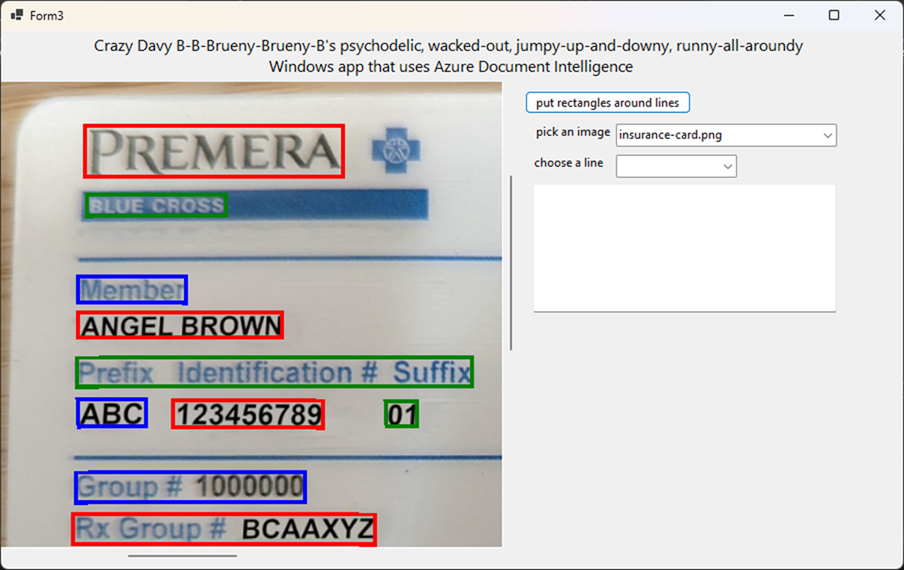 Form3
Crazy Davy B-B-Brueny-Brueny-B's psychodelic, wacked-out, jumpy-up-and-downy, runny-all-aroundy
Windows app that uses Azure Document Intelligence
put rectangles around lines
pick an image insurance-card.png
choose a line
PREMERA
BLUE CROSS
Member
ANGEL BROWN
Prefix Identification # Suffix
ABC 123456789 01
Group # 1000000
Rx Group # BCAAXYZ